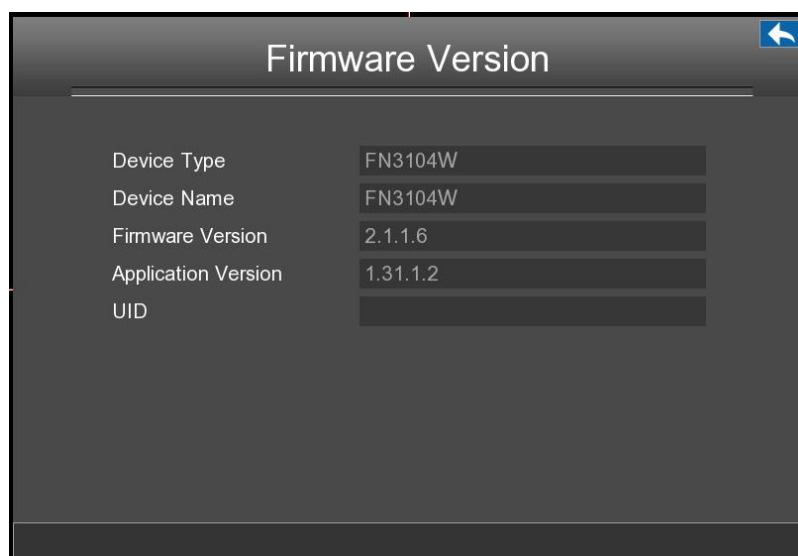 Firmware Version
Device Type FN3104W
Device Name FN3104W
Firmware Version 2.1.1.6
Application Version 1.31.1.2
UID